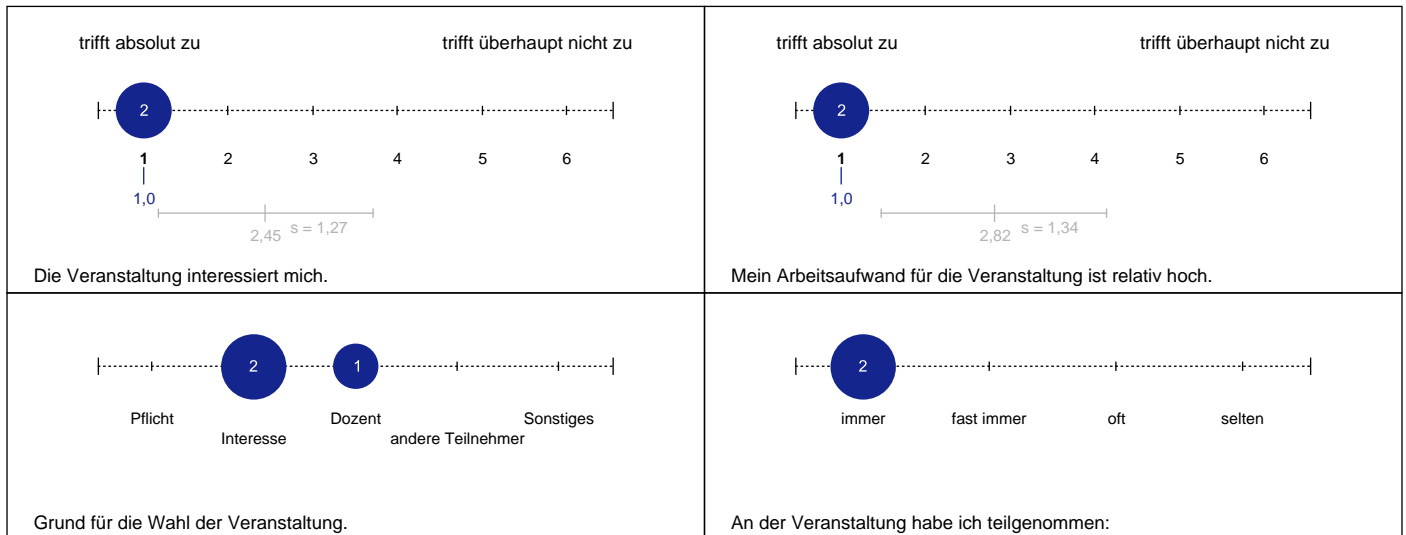 trifft absolut zu trifft überhaupt nicht zu
2
1 2 3 4 5 6
1,0
2,45 s = 1,27
Die Veranstaltung interessiert mich.
trifft absolut zu trifft überhaupt nicht zu
2
1 2 3 4 5 6
1,0
2,82 s = 1,34
Mein Arbeitsaufwand für die Veranstaltung ist relativ hoch.
2 1
Pflicht Dozent Sonstiges
Interesse andere Teilnehmer
Grund für die Wahl der Veranstaltung.
2
immer fast immer oft selten
An der Veranstaltung habe ich teilgenommen: